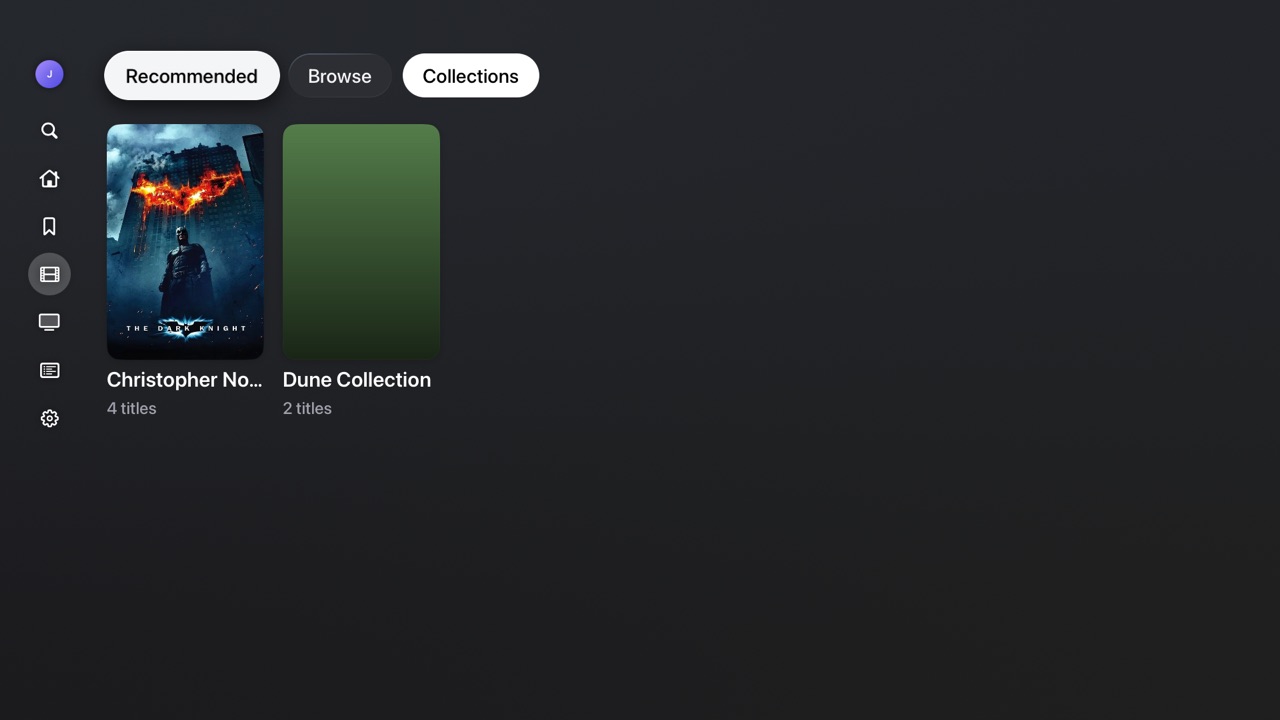 J
Recommended
Browse
Collections
THE DARK KNIGHT
Christopher No...
4 titles
Dune Collection
2 titles